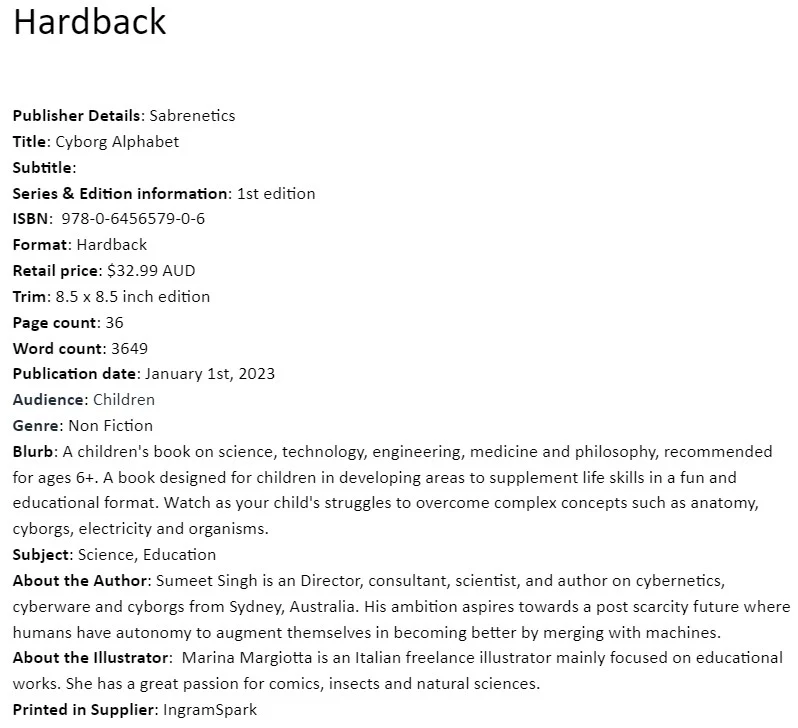 Hardback
Publisher Details: Sabrenetics
Title: Cyborg Alphabet
Subtitle:
Series & Edition information: 1st edition
ISBN:  978-0-6456579-0-6
Format: Hardback
Retail price: $32.99 AUD
Trim: 8.5 x 8.5 inch edition
Page count: 36
Word count: 3649
Publication date: January 1st, 2023
Audience: Children
Genre: Non Fiction
Blurb: A children's book on science, technology, engineering, medicine and philosophy, recommended
for ages 6+. A book designed for children in developing areas to supplement life skills in a fun and
educational format. Watch as your child's struggles to overcome complex concepts such as anatomy,
cyborgs, electricity and organisms.
Subject: Science, Education
About the Author: Sumeet Singh is an Director, consultant, scientist, and author on cybernetics,
cyberware and cyborgs from Sydney, Australia. His ambition aspires towards a post scarcity future where
humans have autonomy to augment themselves in becoming better by merging with machines.
About the Illustrator:  Marina Margiotta is an Italian freelance illustrator mainly focused on educational
works. She has a great passion for comics, insects and natural sciences.
Printed in Supplier: IngramSpark